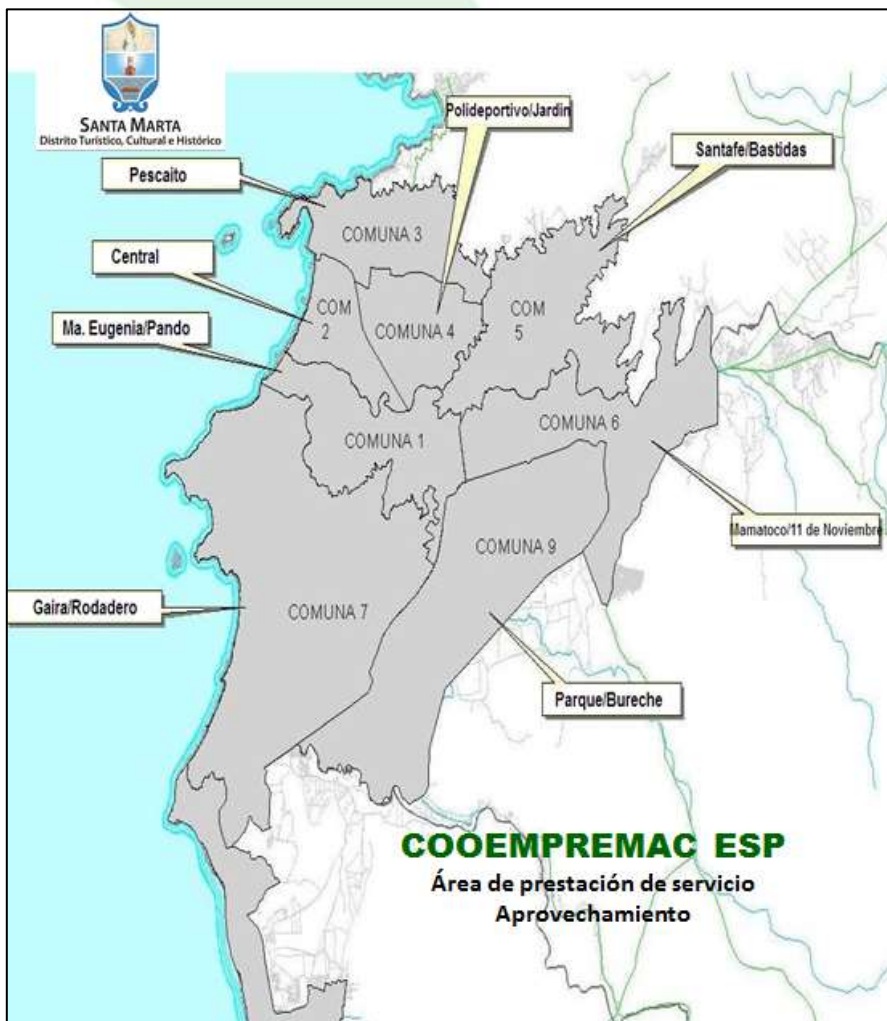 SANTA MARTA
Distrito Turístico, Cultural e Histórico
Polideportivo/Jardin
Santafe/Bastidas
Pescaito
COMUNA 3
Central
COM
2
COMUNA 4
COM
5
Ma. Eugenia/Pando
COMUNA 6
COMUNA 1
Mamatoco/11 de Noviembre
COMUNA 9
Gaira/Rodadero
COMUNA 7
Parque/Bureche
COOEMPREMAC ESP
Área de prestación de servicio
Aprovechamiento